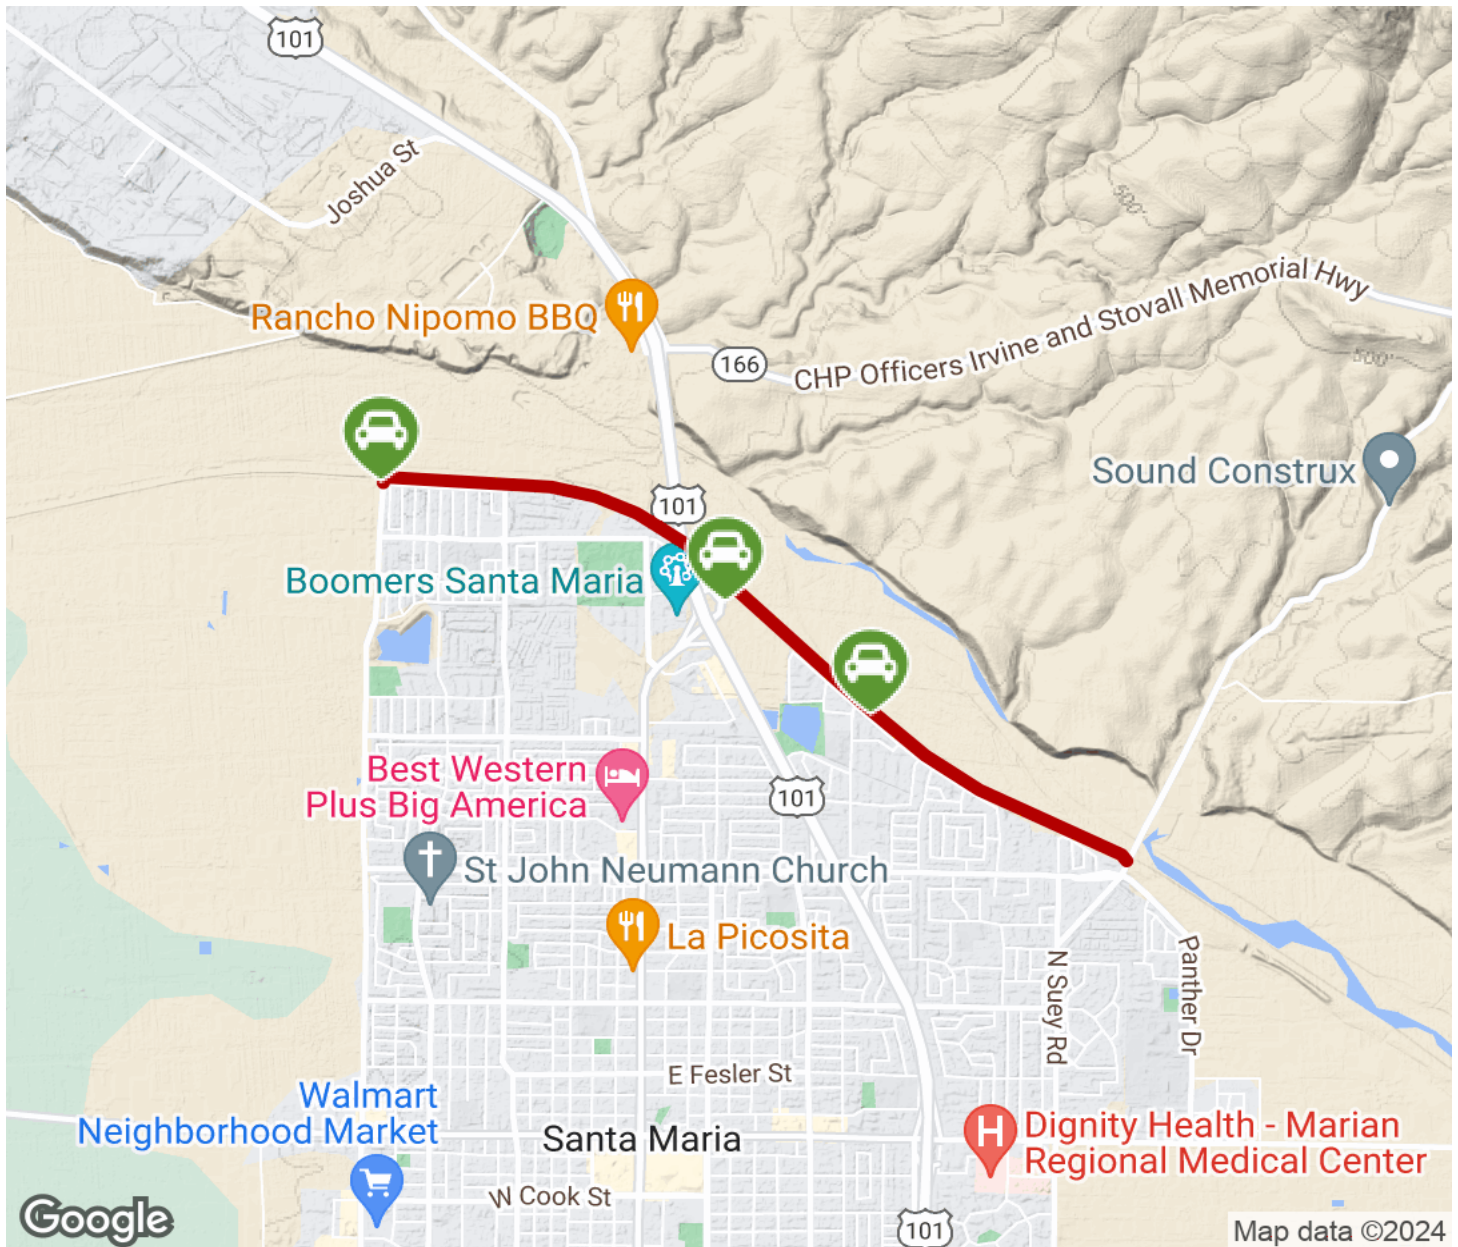 101
Joshua St
Rancho Nipomo BBQ
166
CHP Officers Irvine and Stovall Memorial Hwy
500'
500'
Sound Construx
101
Boomers Santa Maria
Best Western
Plus Big America
101
St John Neumann Church
La Picosita
N Suey Rd
Panther Dr
E Fesler St
Walmart
Neighborhood Market
Santa Maria
H
Dignity Health - Marian
Regional Medical Center
W Cook St
101
Google
Map data ©2024